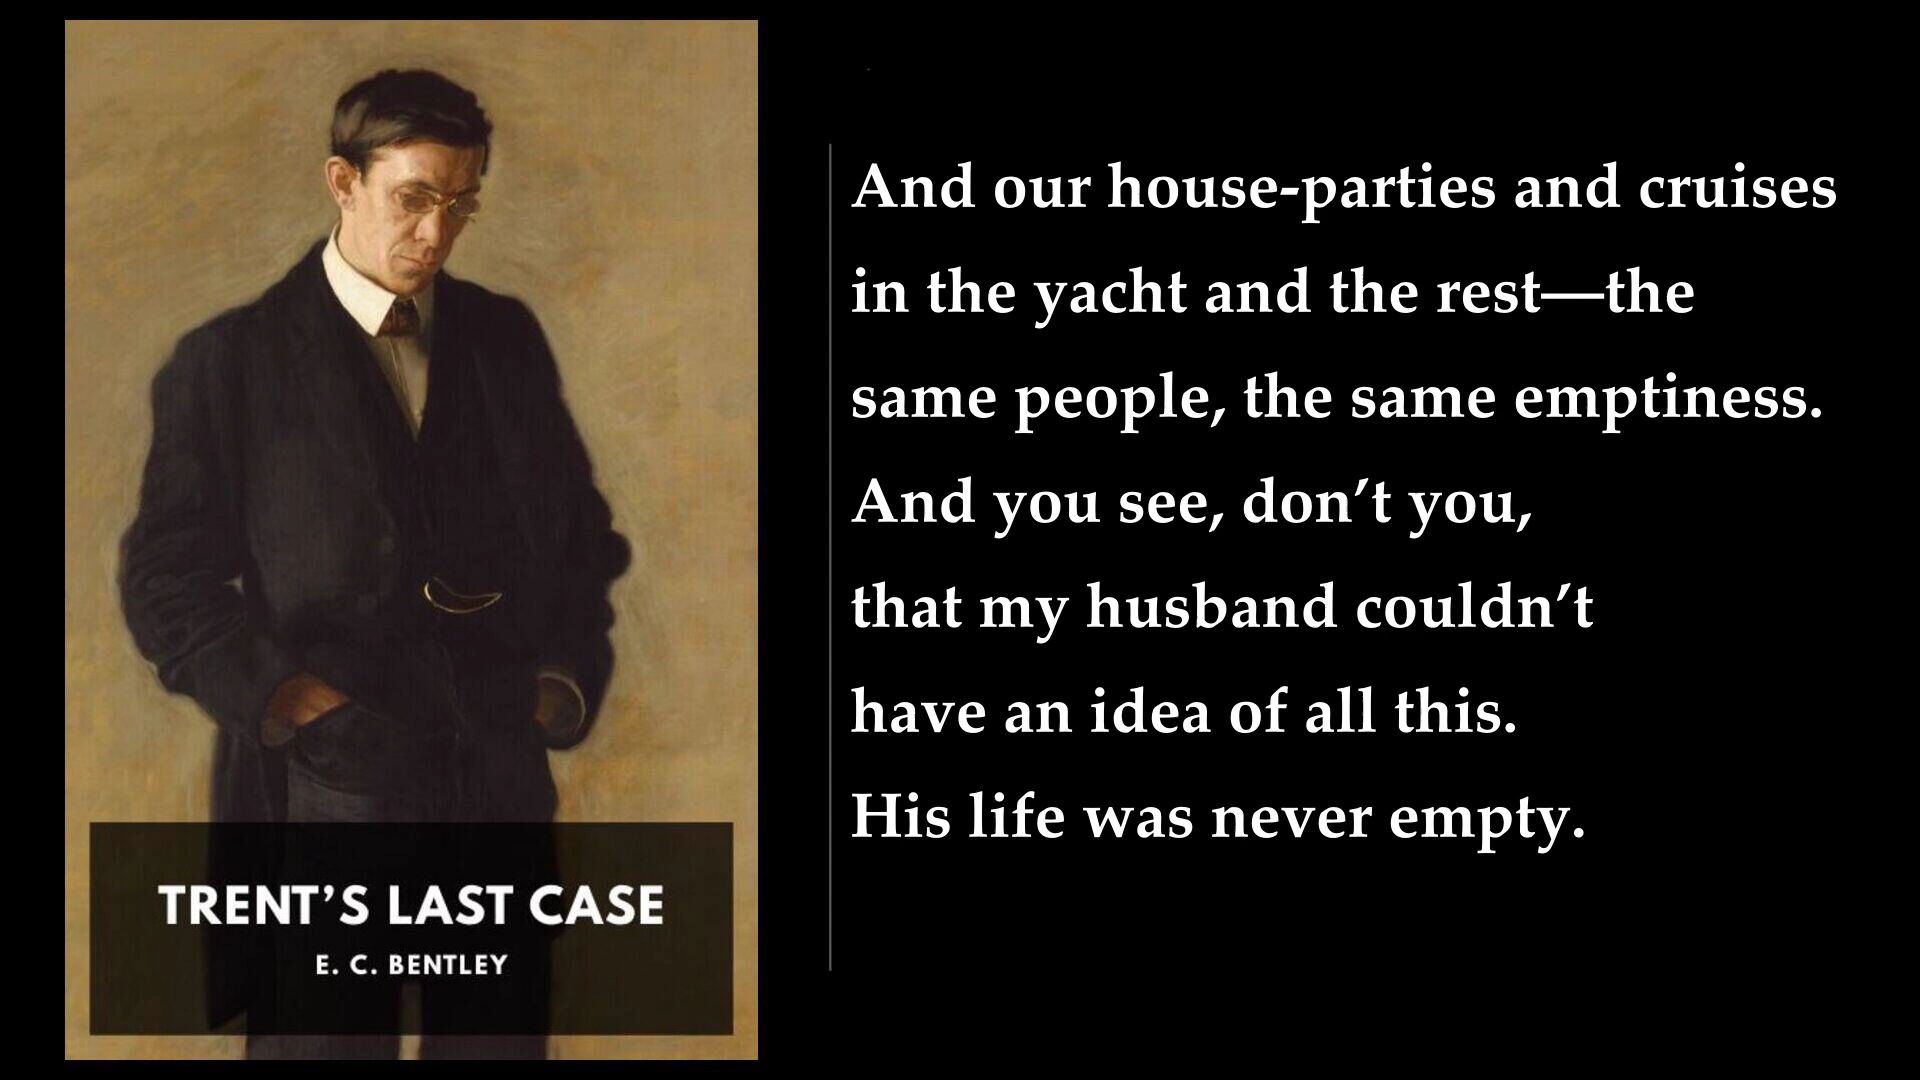 TRENT’S LAST CASE
E. C. BENTLEY
And our house-parties and cruises
in the yacht and the rest—the
same people, the same emptiness.
And you see, don’t you,
that my husband couldn’t
have an idea of all this.
His life was never empty.